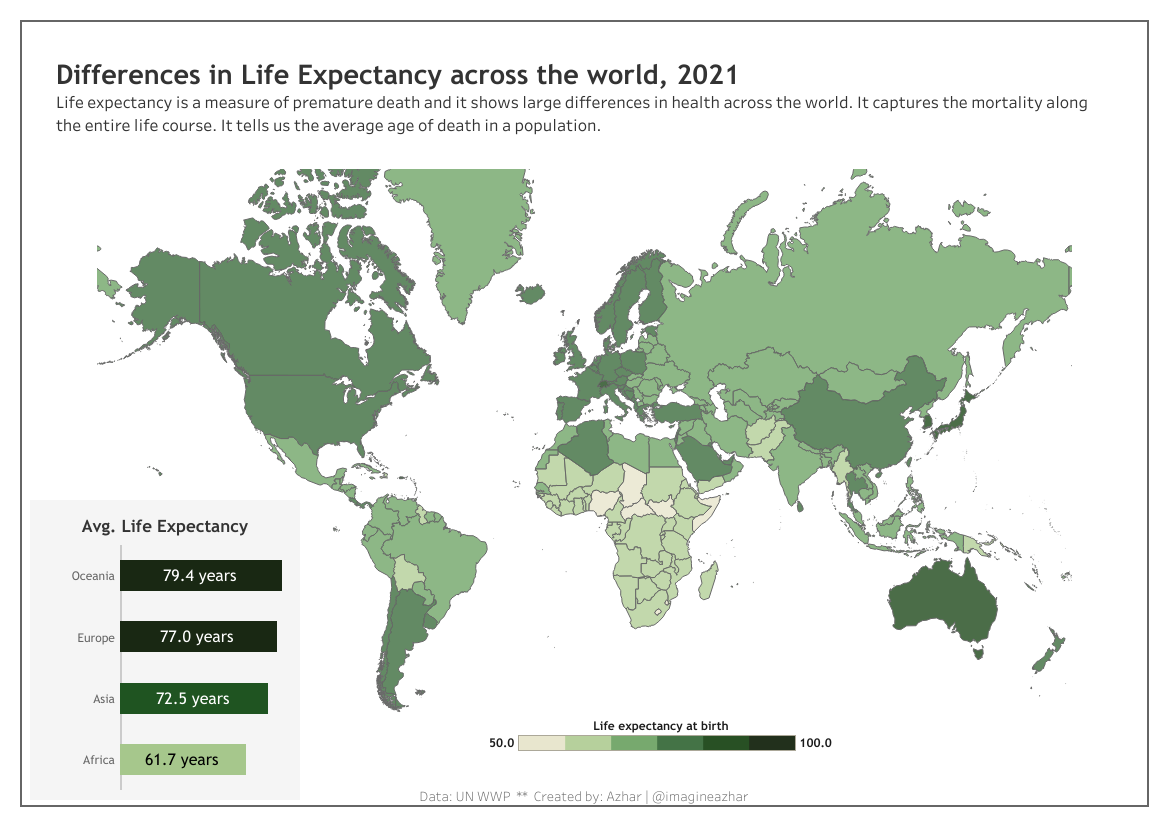 Differences in Life Expectancy across the world, 2021
Life expectancy is a measure of premature death and it shows large differences in health across the world. It captures the mortality along
the entire life course. It tells us the average age of death in a population.
Avg. Life Expectancy
Oceania 79.4 years
Europe 77.0 years
Asia 72.5 years
Africa 61.7 years
Life expectancy at birth
50.0 100.0
Data: UN WWP ** Created by: Azhar | @imagineazhar